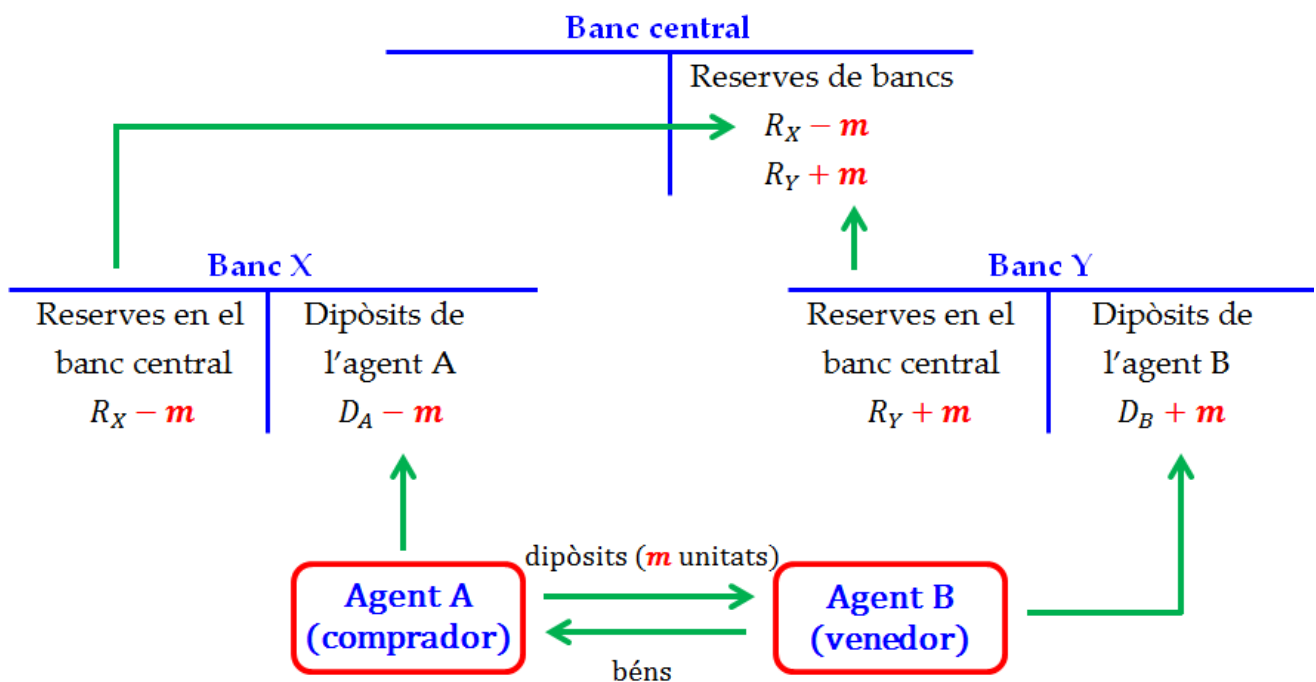 Banc central
Reserves de bancs
R_X − m
R_Y + m
Banc X
Reserves en el
banc central
R_X − m
Dipòsits de
l’agent A
D_A − m
Banc Y
Reserves en el
banc central
R_Y + m
Dipòsits de
l’agent B
D_B + m
Agent A
(comprador)
dipòsits (m unitats)
béns
Agent B
(venedor)